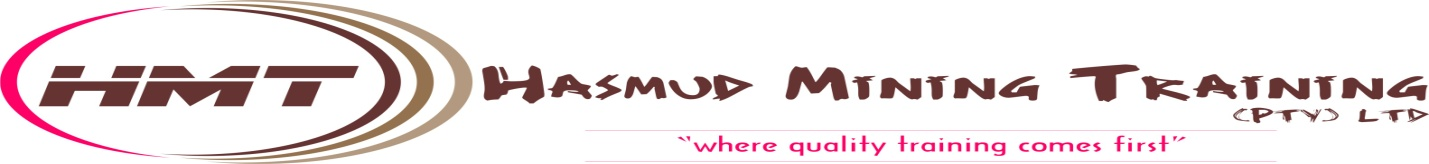 HMT
HASMUD MINING TRAINING
(PTY) LTD
"where quality training comes first"